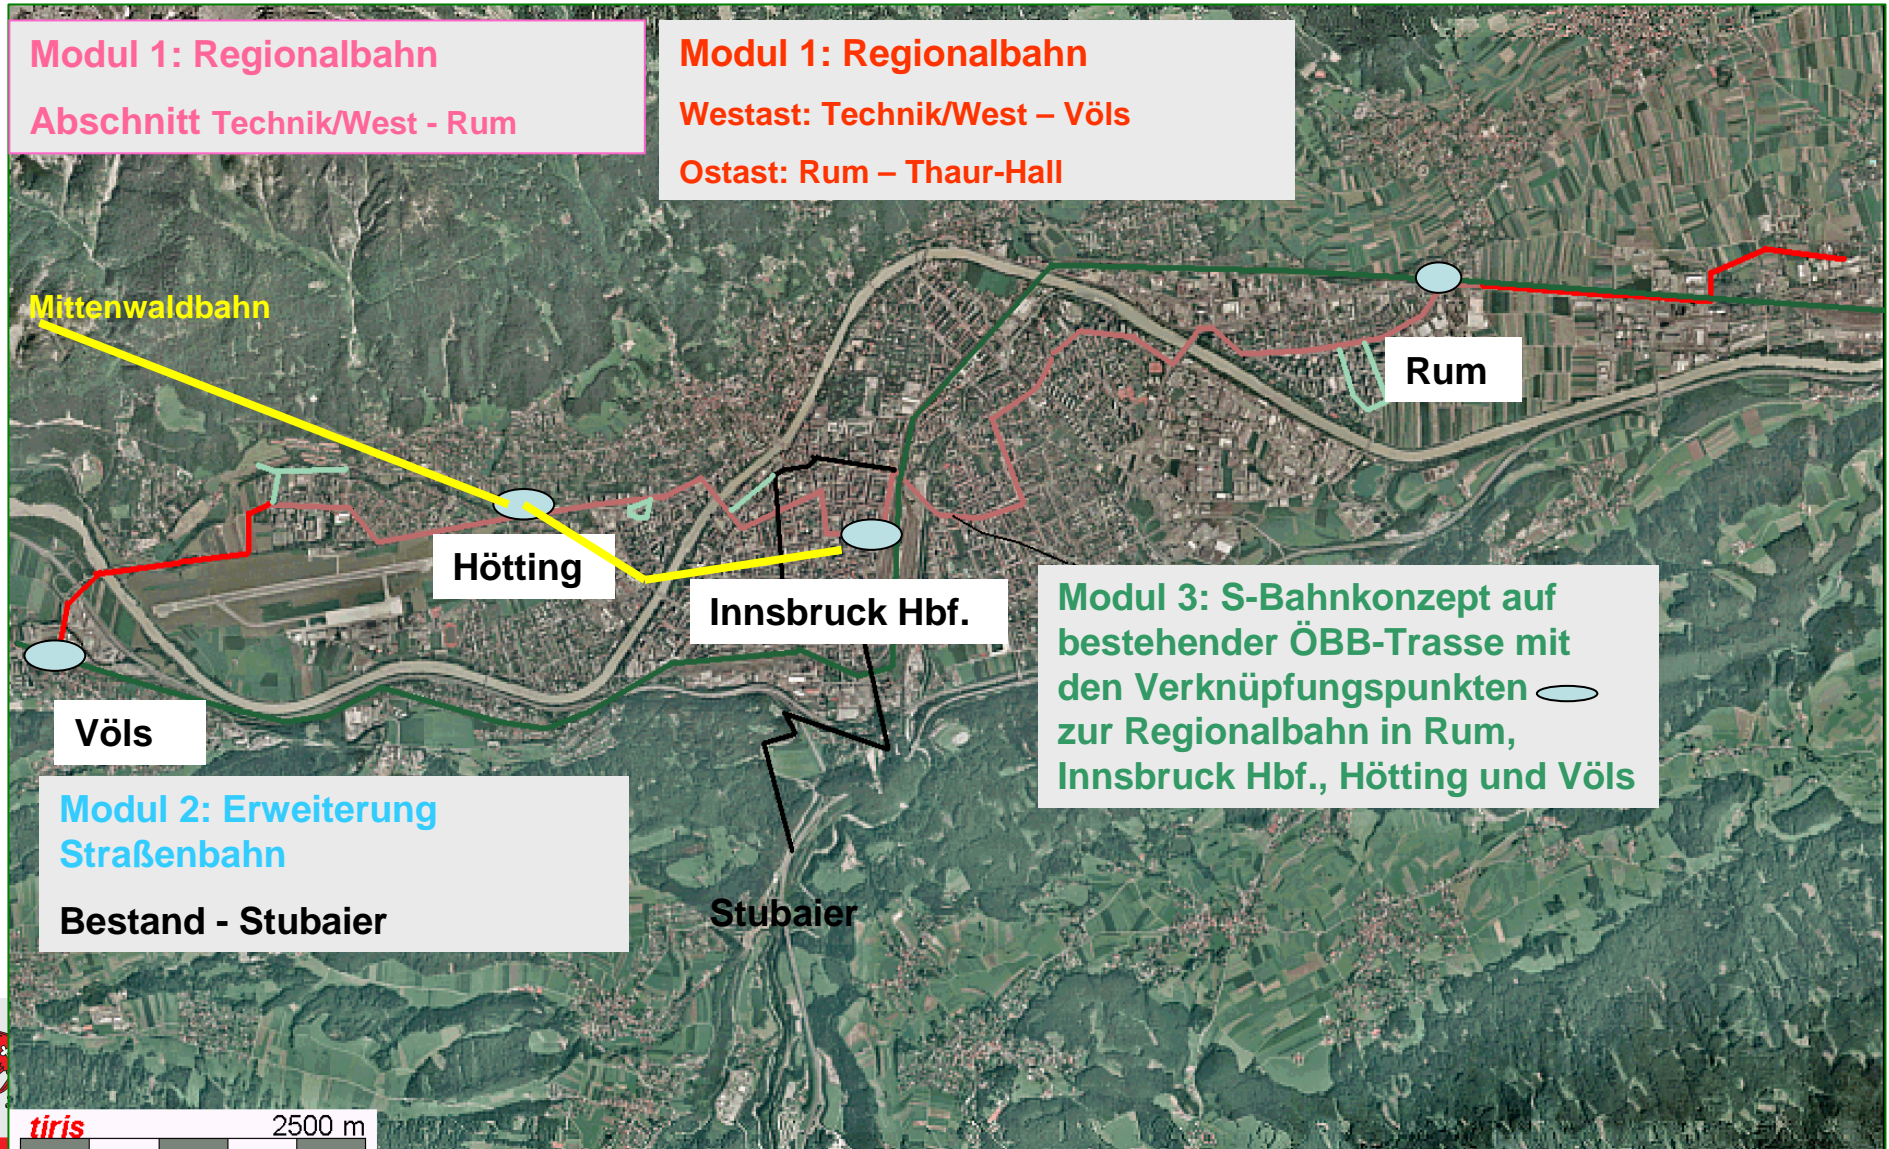 Modul 1: Regionalbahn
Abschnitt Technik/West - Rum
Modul 1: Regionalbahn
Westast: Technik/West – Völs
Ostast: Rum – Thaur-Hall
Mittenwaldbahn
Rum
Hötting
Innsbruck Hbf.
Modul 3: S-Bahnkonzept auf
bestehender ÖBB-Trasse mit
den Verknüpfungspunkten
zur Regionalbahn in Rum,
Innsbruck Hbf., Hötting und Völs
Völs
Modul 2: Erweiterung
Straßenbahn
Bestand - Stubaier
Stubaier
tiris
2500 m